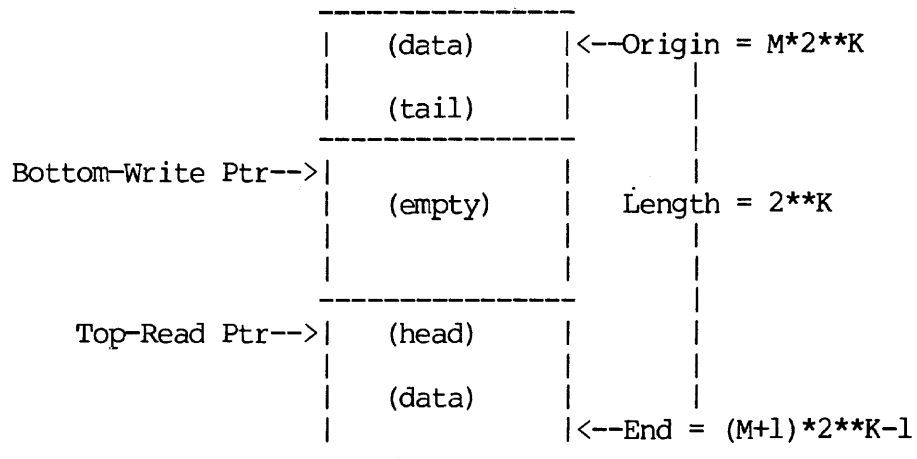 (data) <--Origin = M*2**K
(tail)
Bottom-Write Ptr-->
(empty) Length = 2**K
Top-Read Ptr--> (head)
(data)
<--End = (M+1)*2**K-1